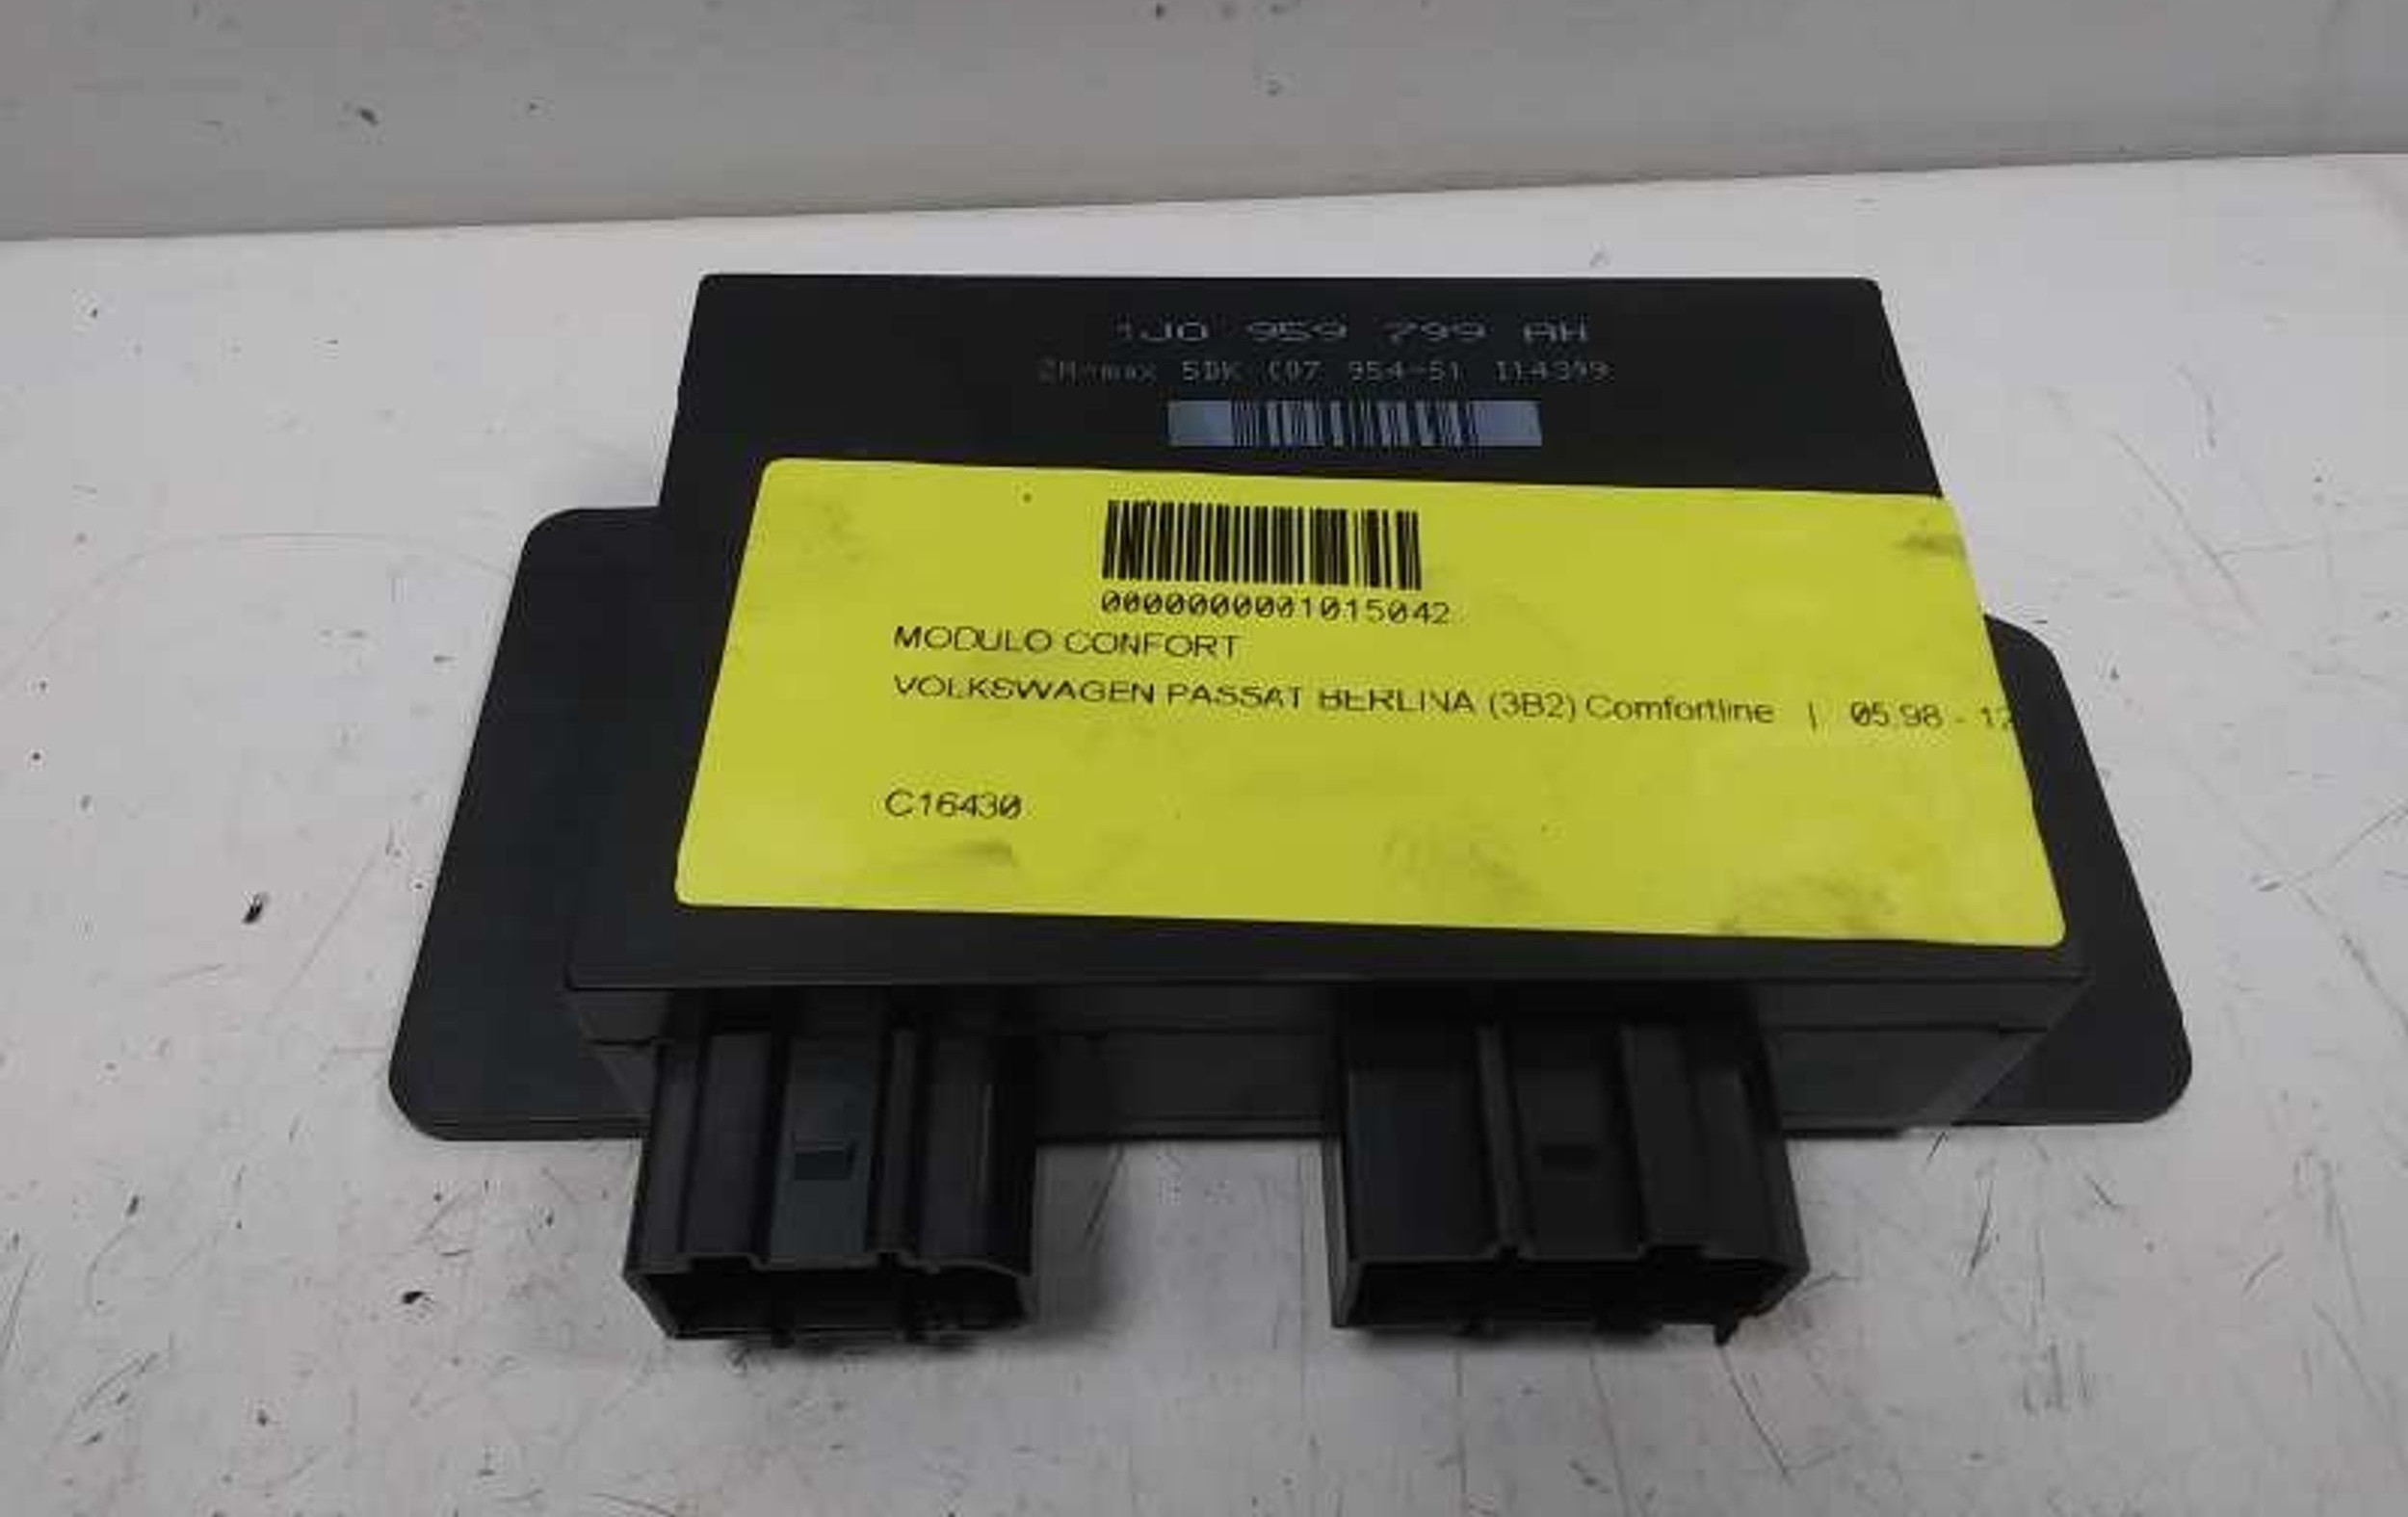 1J0 959 799 AH
5DK 007 954-51
0000000001015042
MODULO CONFORT
VOLKSWAGEN PASSAT BERLINA (3B2) Comfortline | 05.98 - 12
C16430